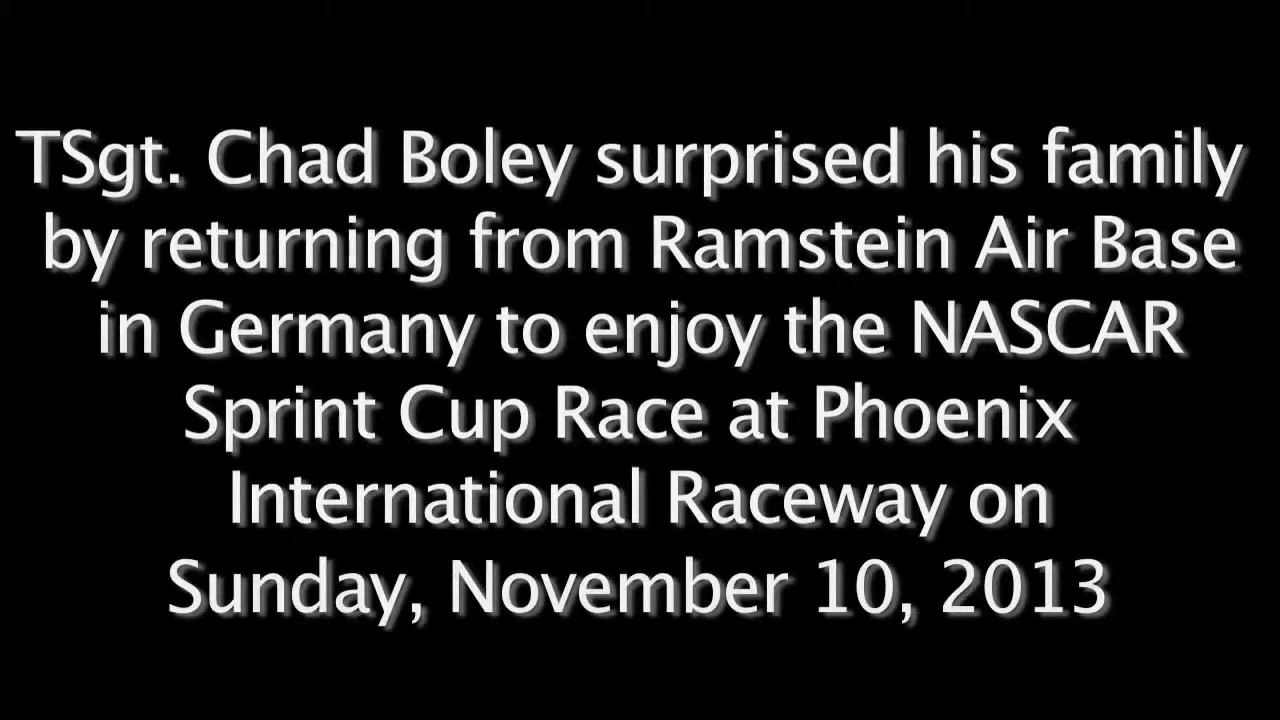 TSgt. Chad Boley surprised his family
by returning from Ramstein Air Base
in Germany to enjoy the NASCAR
Sprint Cup Race at Phoenix
International Raceway on
Sunday, November 10, 2013